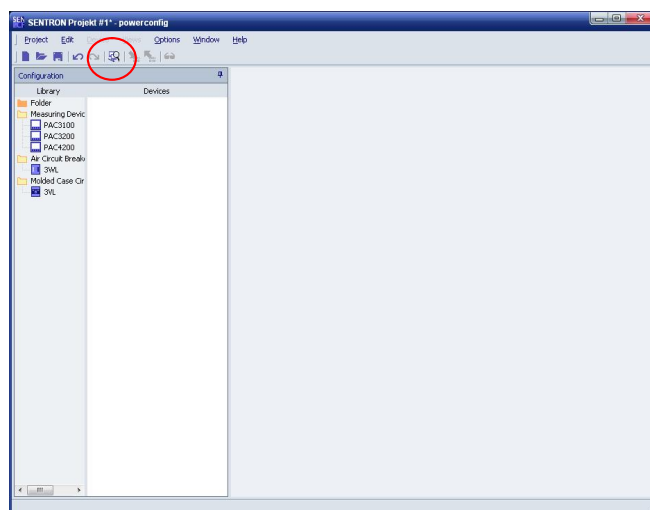 SENTRON Projekt #1* - powerconfig
Project Edit Options Window Help
Configuration
Library Devices
Folder
Measuring Devic
PAC3100
PAC3200
PAC4200
Air Circuit Break
3WL
Molded Case Cir
3VL